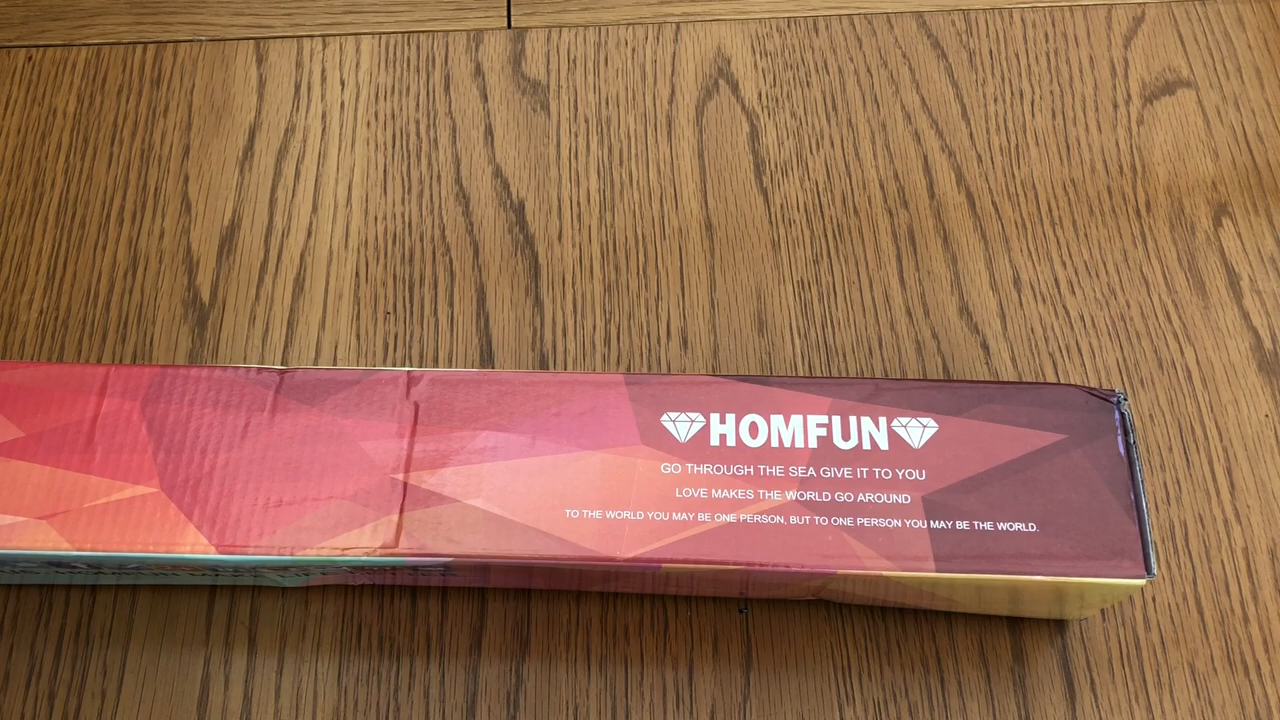 HOMFUN
GO THROUGH THE SEA GIVE IT TO YOU
LOVE MAKES THE WORLD GO AROUND
TO THE WORLD YOU MAY BE ONE PERSON, BUT TO ONE PERSON YOU MAY BE THE WORLD.